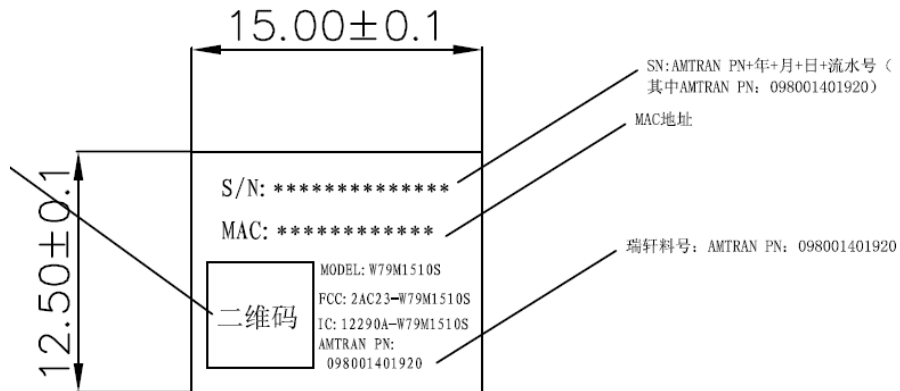 15.00±0.1
SN:AMTRAN PN+年+月+日+流水号（
其中AMTRAN PN: 098001401920）
MAC地址
12.50±0.1
S/N: **************
MAC: ************
瑞轩料号: AMTRAN PN: 098001401920
二维码
MODEL: W79M1510S
FCC: 2AC23-W79M1510S
IC: 12290A-W79M1510S
AMTRAN PN:
098001401920